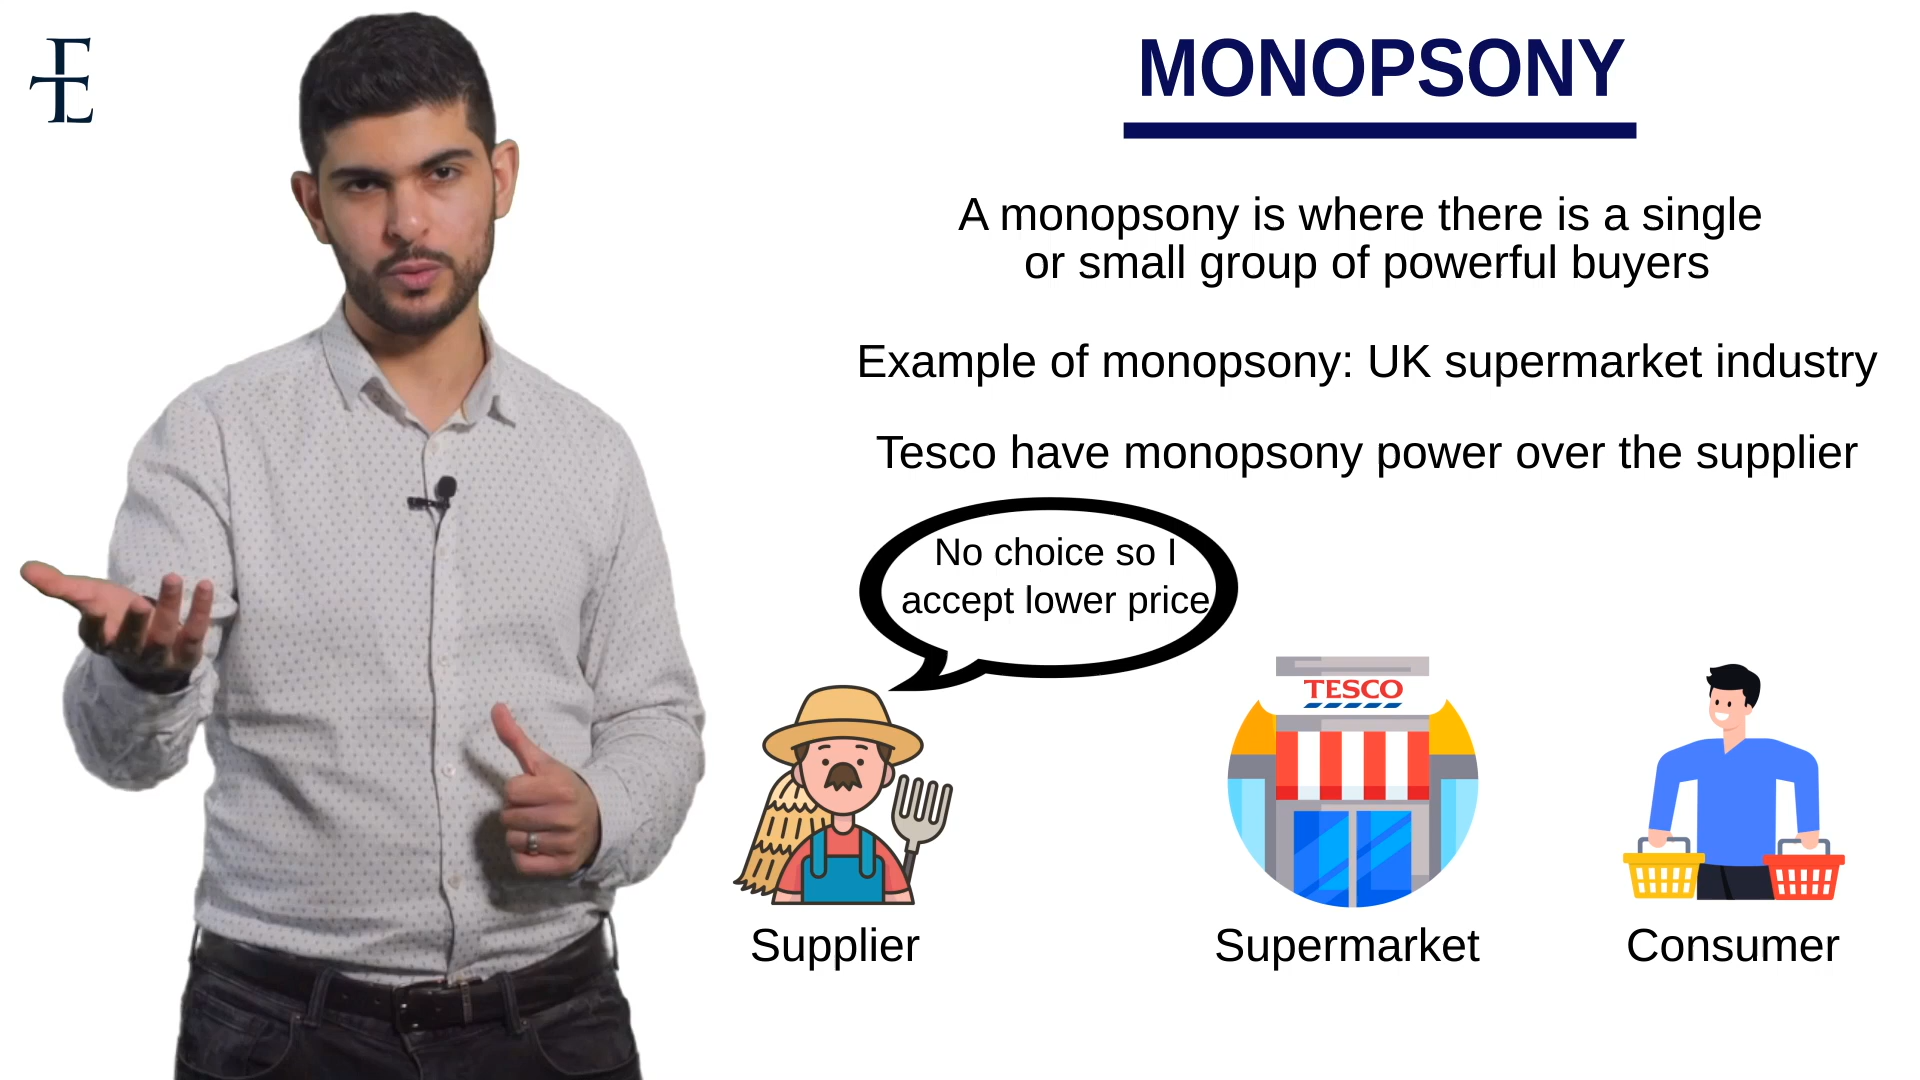 MONOPSONY
A monopsony is where there is a single
or small group of powerful buyers
Example of monopsony: UK supermarket industry
Tesco have monopsony power over the supplier
No choice so I
accept lower price
TESCO
Supplier
Supermarket
Consumer